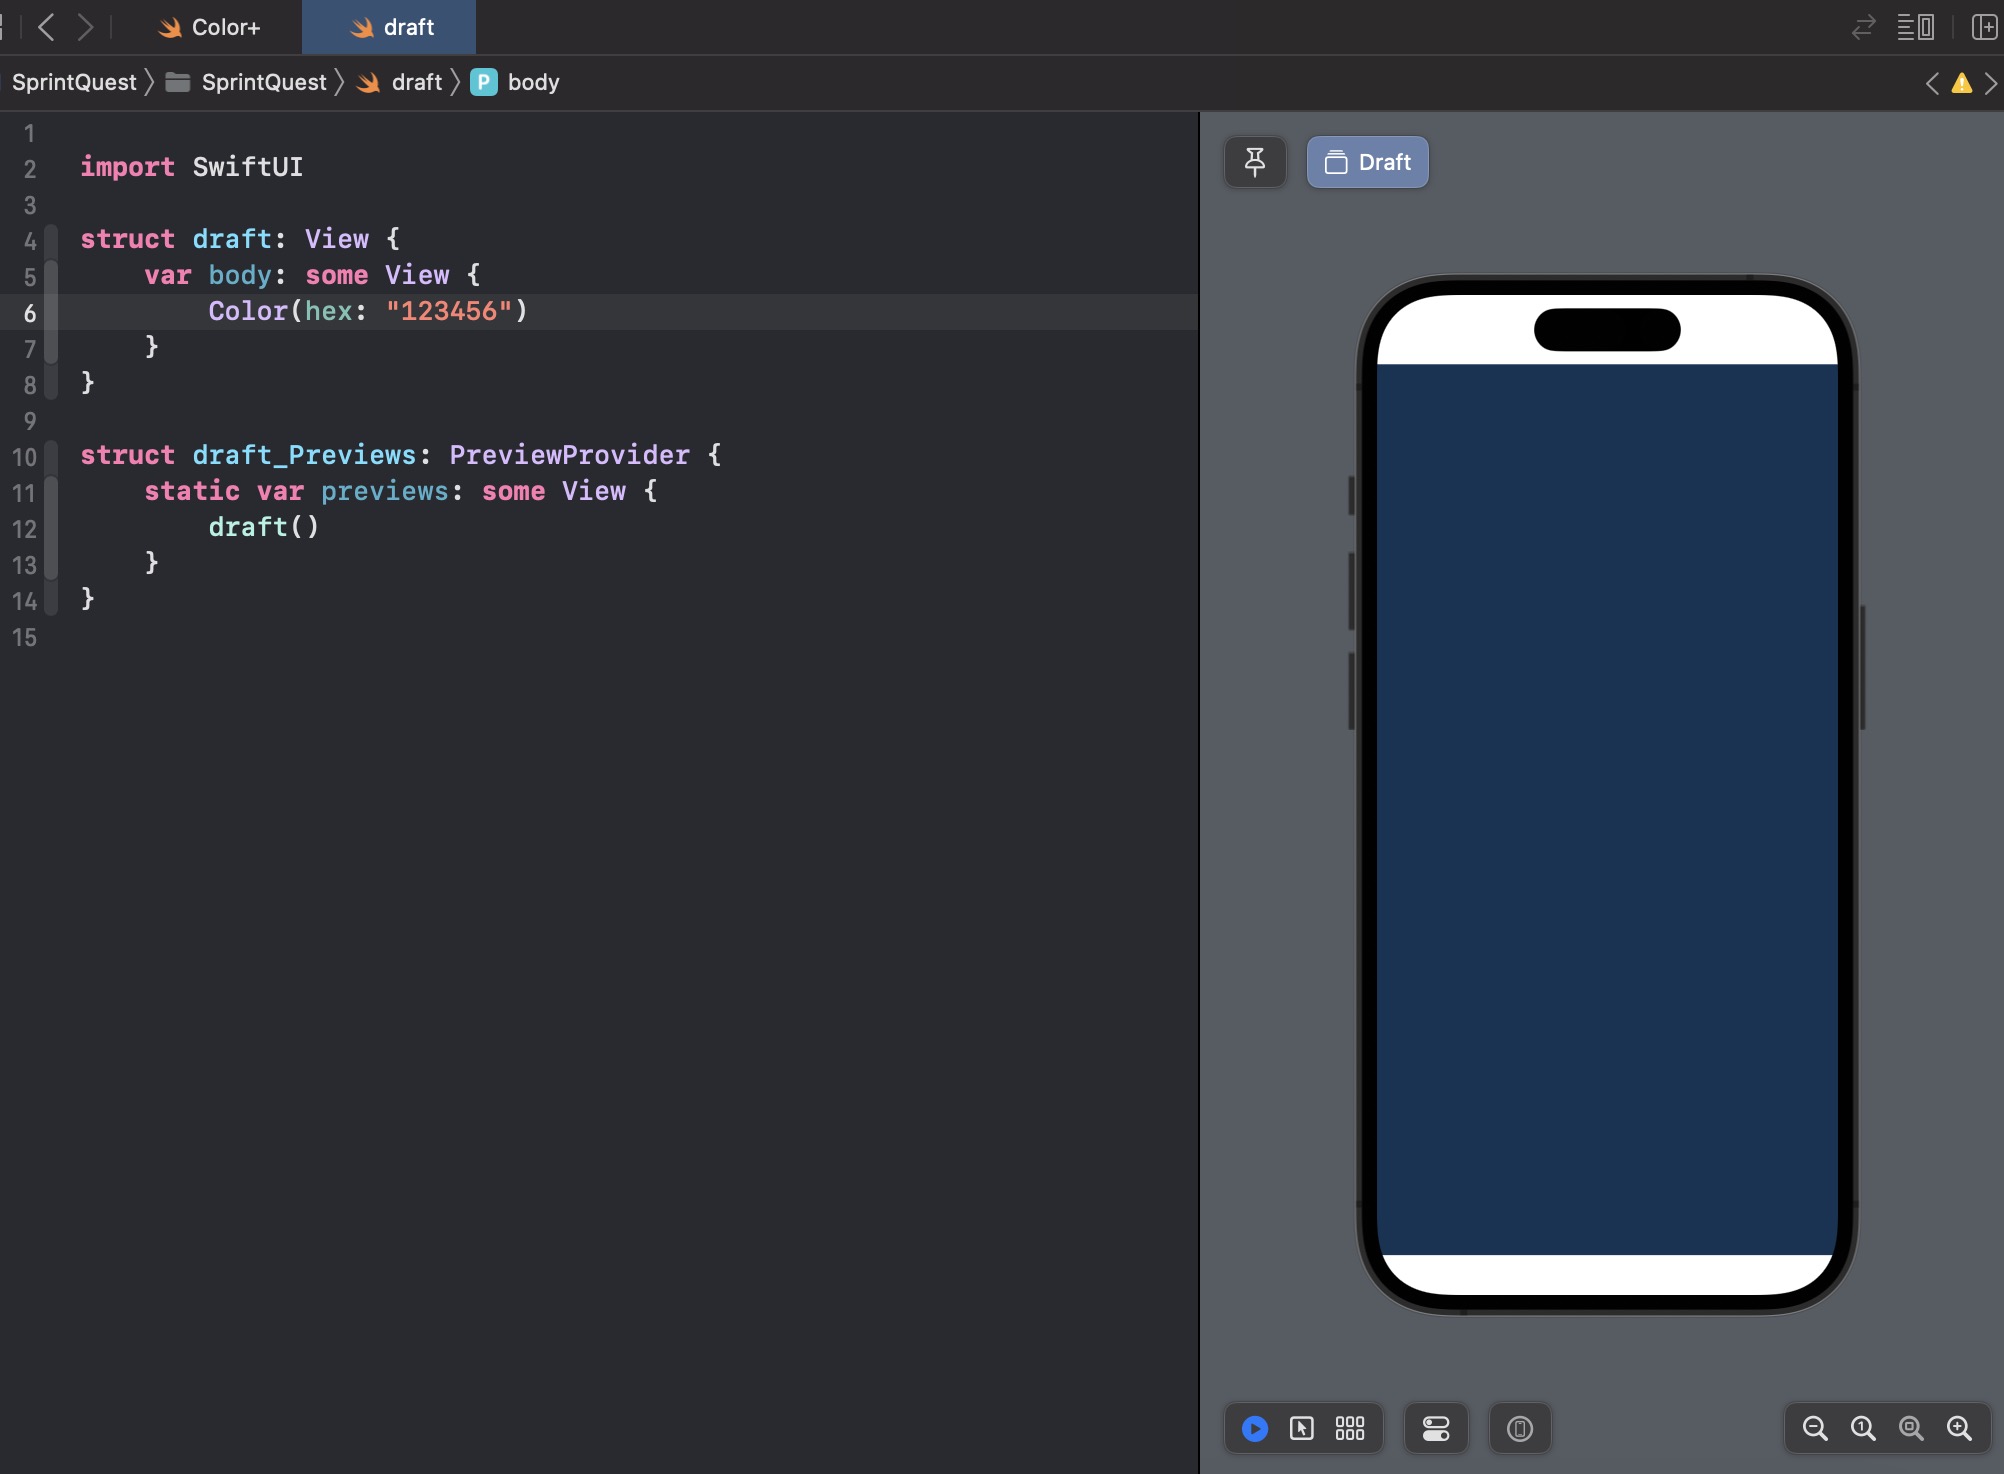 Color+
draft
SprintQuest
SprintQuest
draft
P
body
1
2 import SwiftUI
3
4 struct draft: View {
5 var body: some View {
6 Color(hex: "123456")
7 }
8 }
9
10 struct draft_Previews: PreviewProvider {
11 static var previews: some View {
12 draft()
13 }
14 }
15
Draft